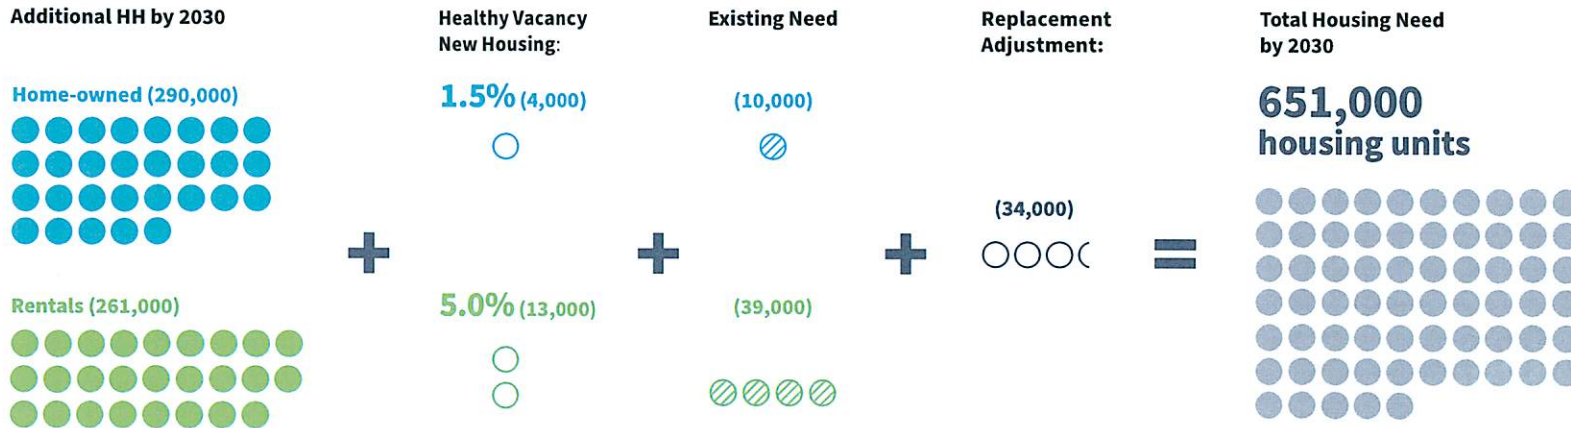 Additional HH by 2030
Home-owned (290,000)
Rentals (261,000)
+
Healthy Vacancy
New Housing:
1.5% (4,000)
5.0% (13,000)
+
Existing Need
(10,000)
(39,000)
+
Replacement
Adjustment:
(34,000)
=
Total Housing Need
by 2030
651,000
housing units